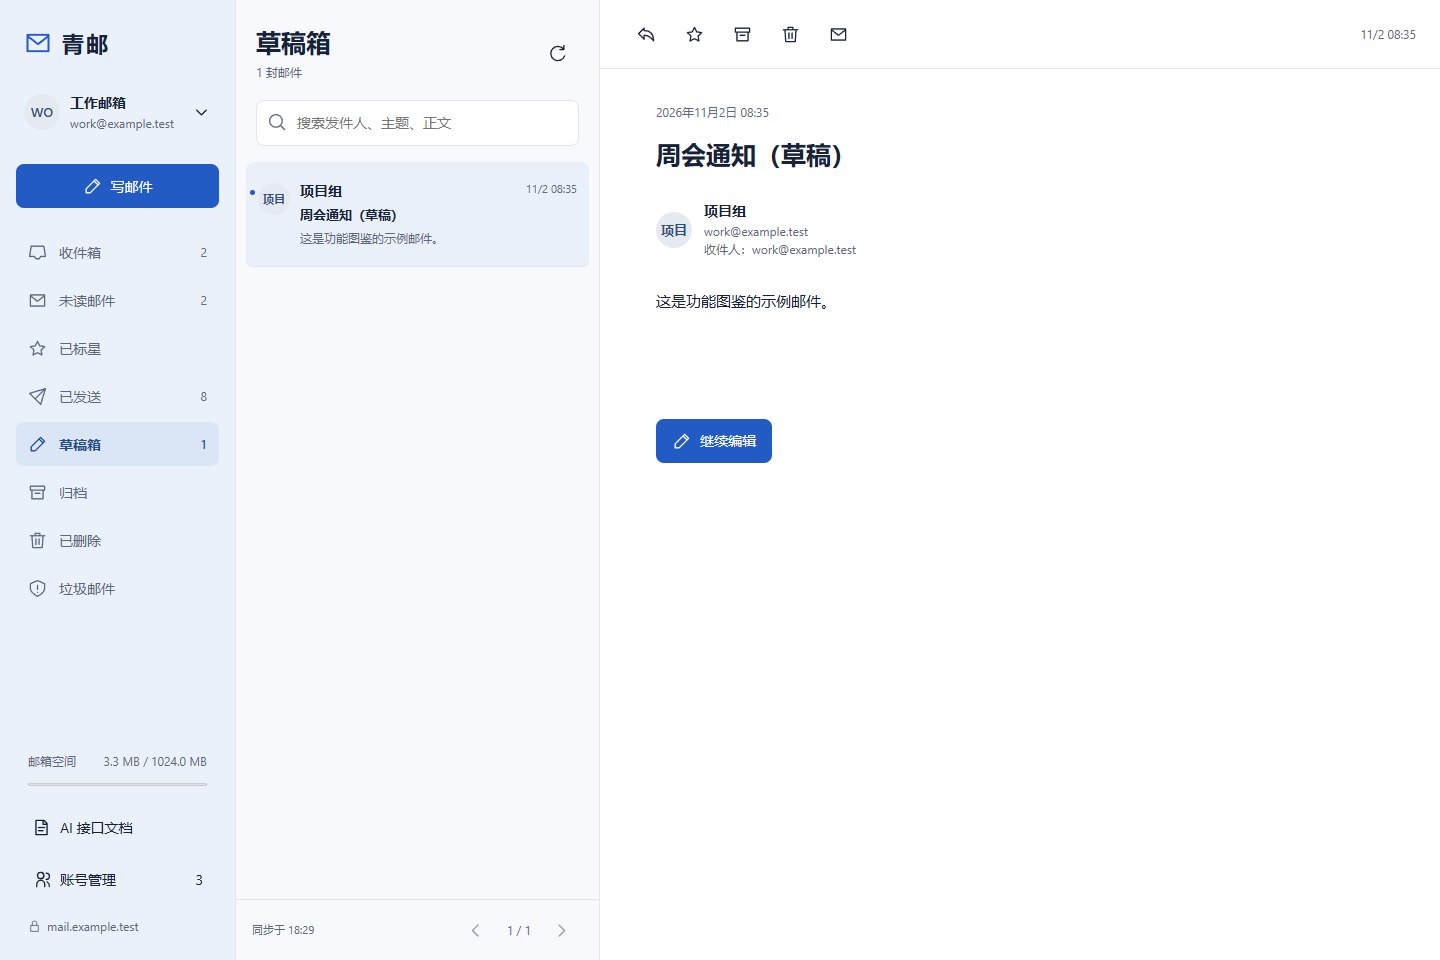 青邮
WO
工作邮箱
work@example.test
写邮件
收件箱 2
未读邮件 2
已标星
已发送 8
草稿箱 1
归档
已删除
垃圾邮件
邮箱空间 3.3 MB / 1024.0 MB
AI 接口文档
账号管理 3
mail.example.test
草稿箱
1 封邮件
搜索发件人、主题、正文
项目
项目组 11/2 08:35
周会通知（草稿）
这是功能图鉴的示例邮件。
同步于 18:29
1 / 1
11/2 08:35
2026年11月2日 08:35
周会通知（草稿）
项目
项目组
work@example.test
收件人：work@example.test
这是功能图鉴的示例邮件。
继续编辑